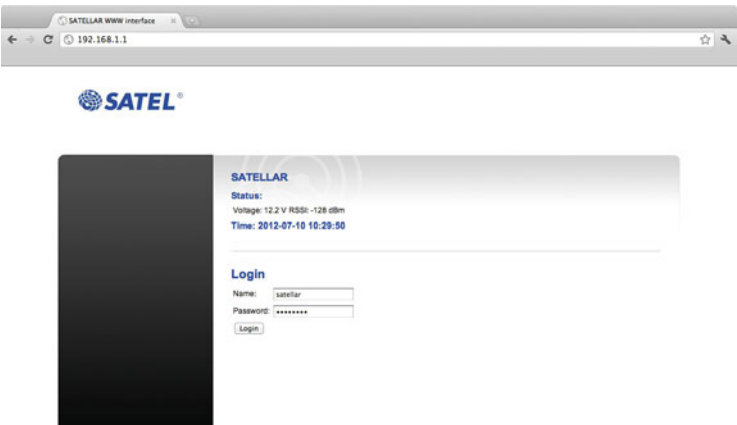 SATELLAR WWW interface
192.168.1.1
SATEL®
SATELLAR
Status:
Voltage: 12.2 V RSSI: -128 dBm
Time: 2012-07-10 10:29:50
Login
Name: satellar
Password: ••••••••
Login